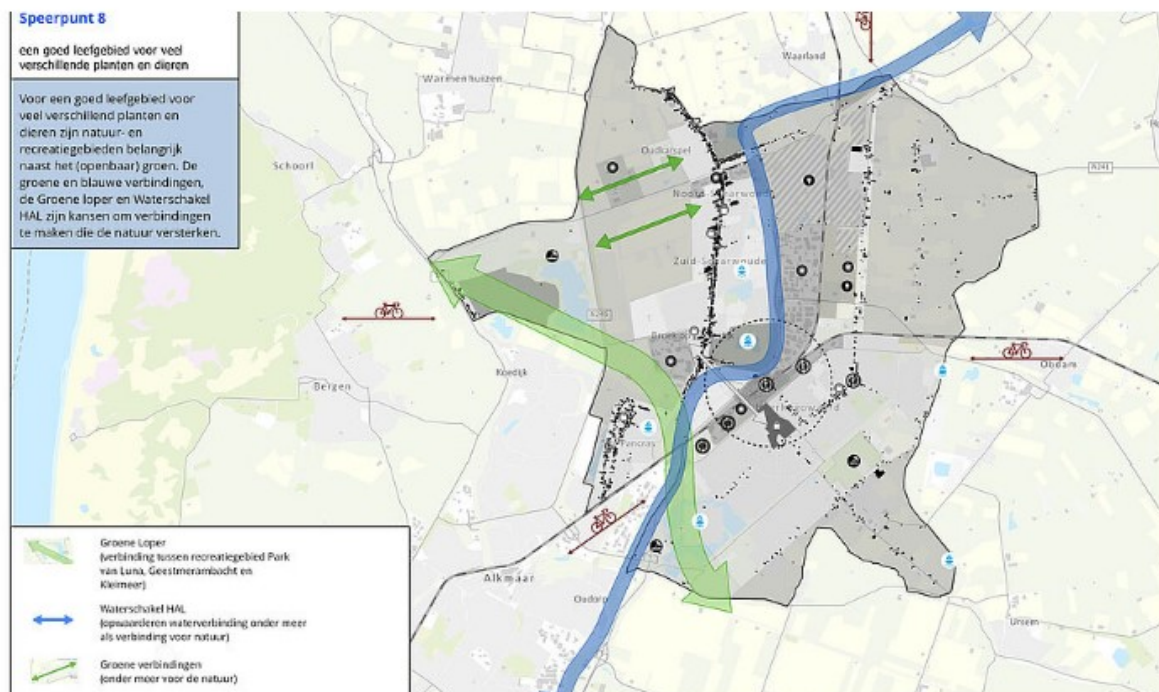 Speerpunt 8
een goed leefgebied voor veel
verschillende planten en dieren
Voor een goed leefgebied voor
veel verschillend planten en
dieren zijn natuur- en
recreatiegebieden belangrijk
naast het (openbaar) groen. De
groene en blauwe verbindingen,
de Groene loper en Waterschakel
HAL zijn kansen om verbindingen
te maken die de natuur versterken.
Waarland
Warmenhuizen
Schoorl
Oudkarspel
Zuid-Scharwoude
Koedijk
Bergen
Obdam
Pancras
Alkmaar
Oudorp
Ursem
Groene Loper
(verbinding tussen recreatiegebied Park
van Luna, Geestmerambacht en
Kleimeer)
Waterschakel HAL
(opwaarderen waterverbinding onder meer
als verbinding voor natuur)
Groene verbindingen
(onder meer voor de natuur)